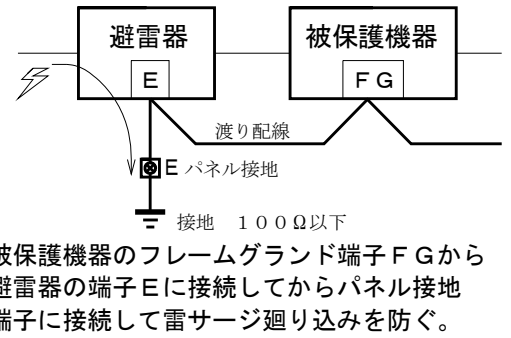 避雷器
被保護機器
E
FG
渡り配線
E パネル接地
接地 100Ω以下
被保護機器のフレームグランド端子FGから
避雷器の端子Eに接続してからパネル接地
端子に接続して雷サージ廻り込みを防ぐ。